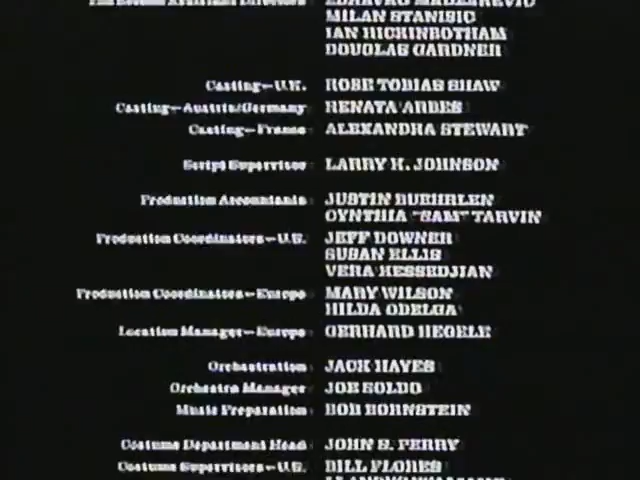 MILAN STANISIC
IAN HICKINBOTHAM
DOUGLAS GARDNER
Casting—U.K. ROSE TOBIAS SHAW
Casting—Austria/Germany RENATA ARBES
Casting—France ALEXANDRA STEWART
Script Supervisor LARRY K. JOHNSON
Production Accountants JUSTIN BUEHRLEN
CYNTHIA "SAM" TARVIN
Production Coordinators—U.S. JEFF DOWNER
SUSAN ELLIS
VERA HESSEDJIAN
Production Coordinators—Europe MARY WILSON
HILDA ODELGA
Location Manager—Europe GERHARD HEGELE
Orchestration JACK HAYES
Orchestra Manager JOE SOLDO
Music Preparation BOB BORNSTEIN
Costume Department Head JOHN S. PERRY
Costume Supervisors—U.S. BILL FLORES